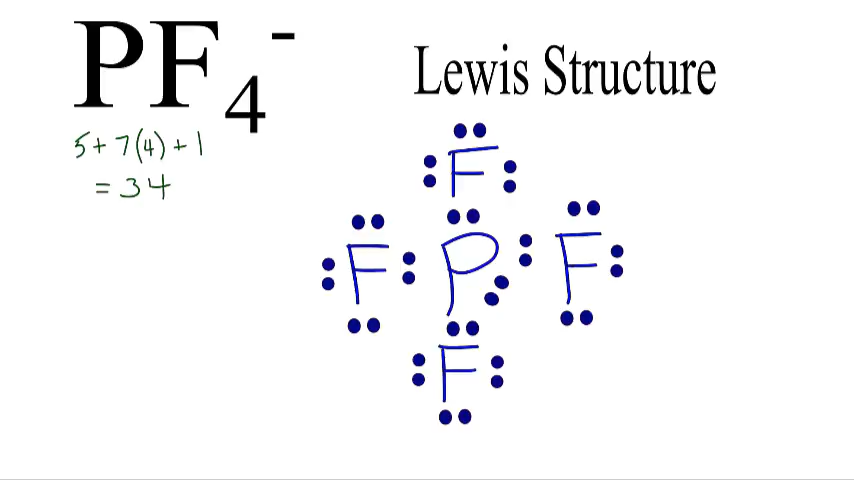 PF₄⁻
Lewis Structure
5 + 7(4) + 1
= 34
F
F P F
F